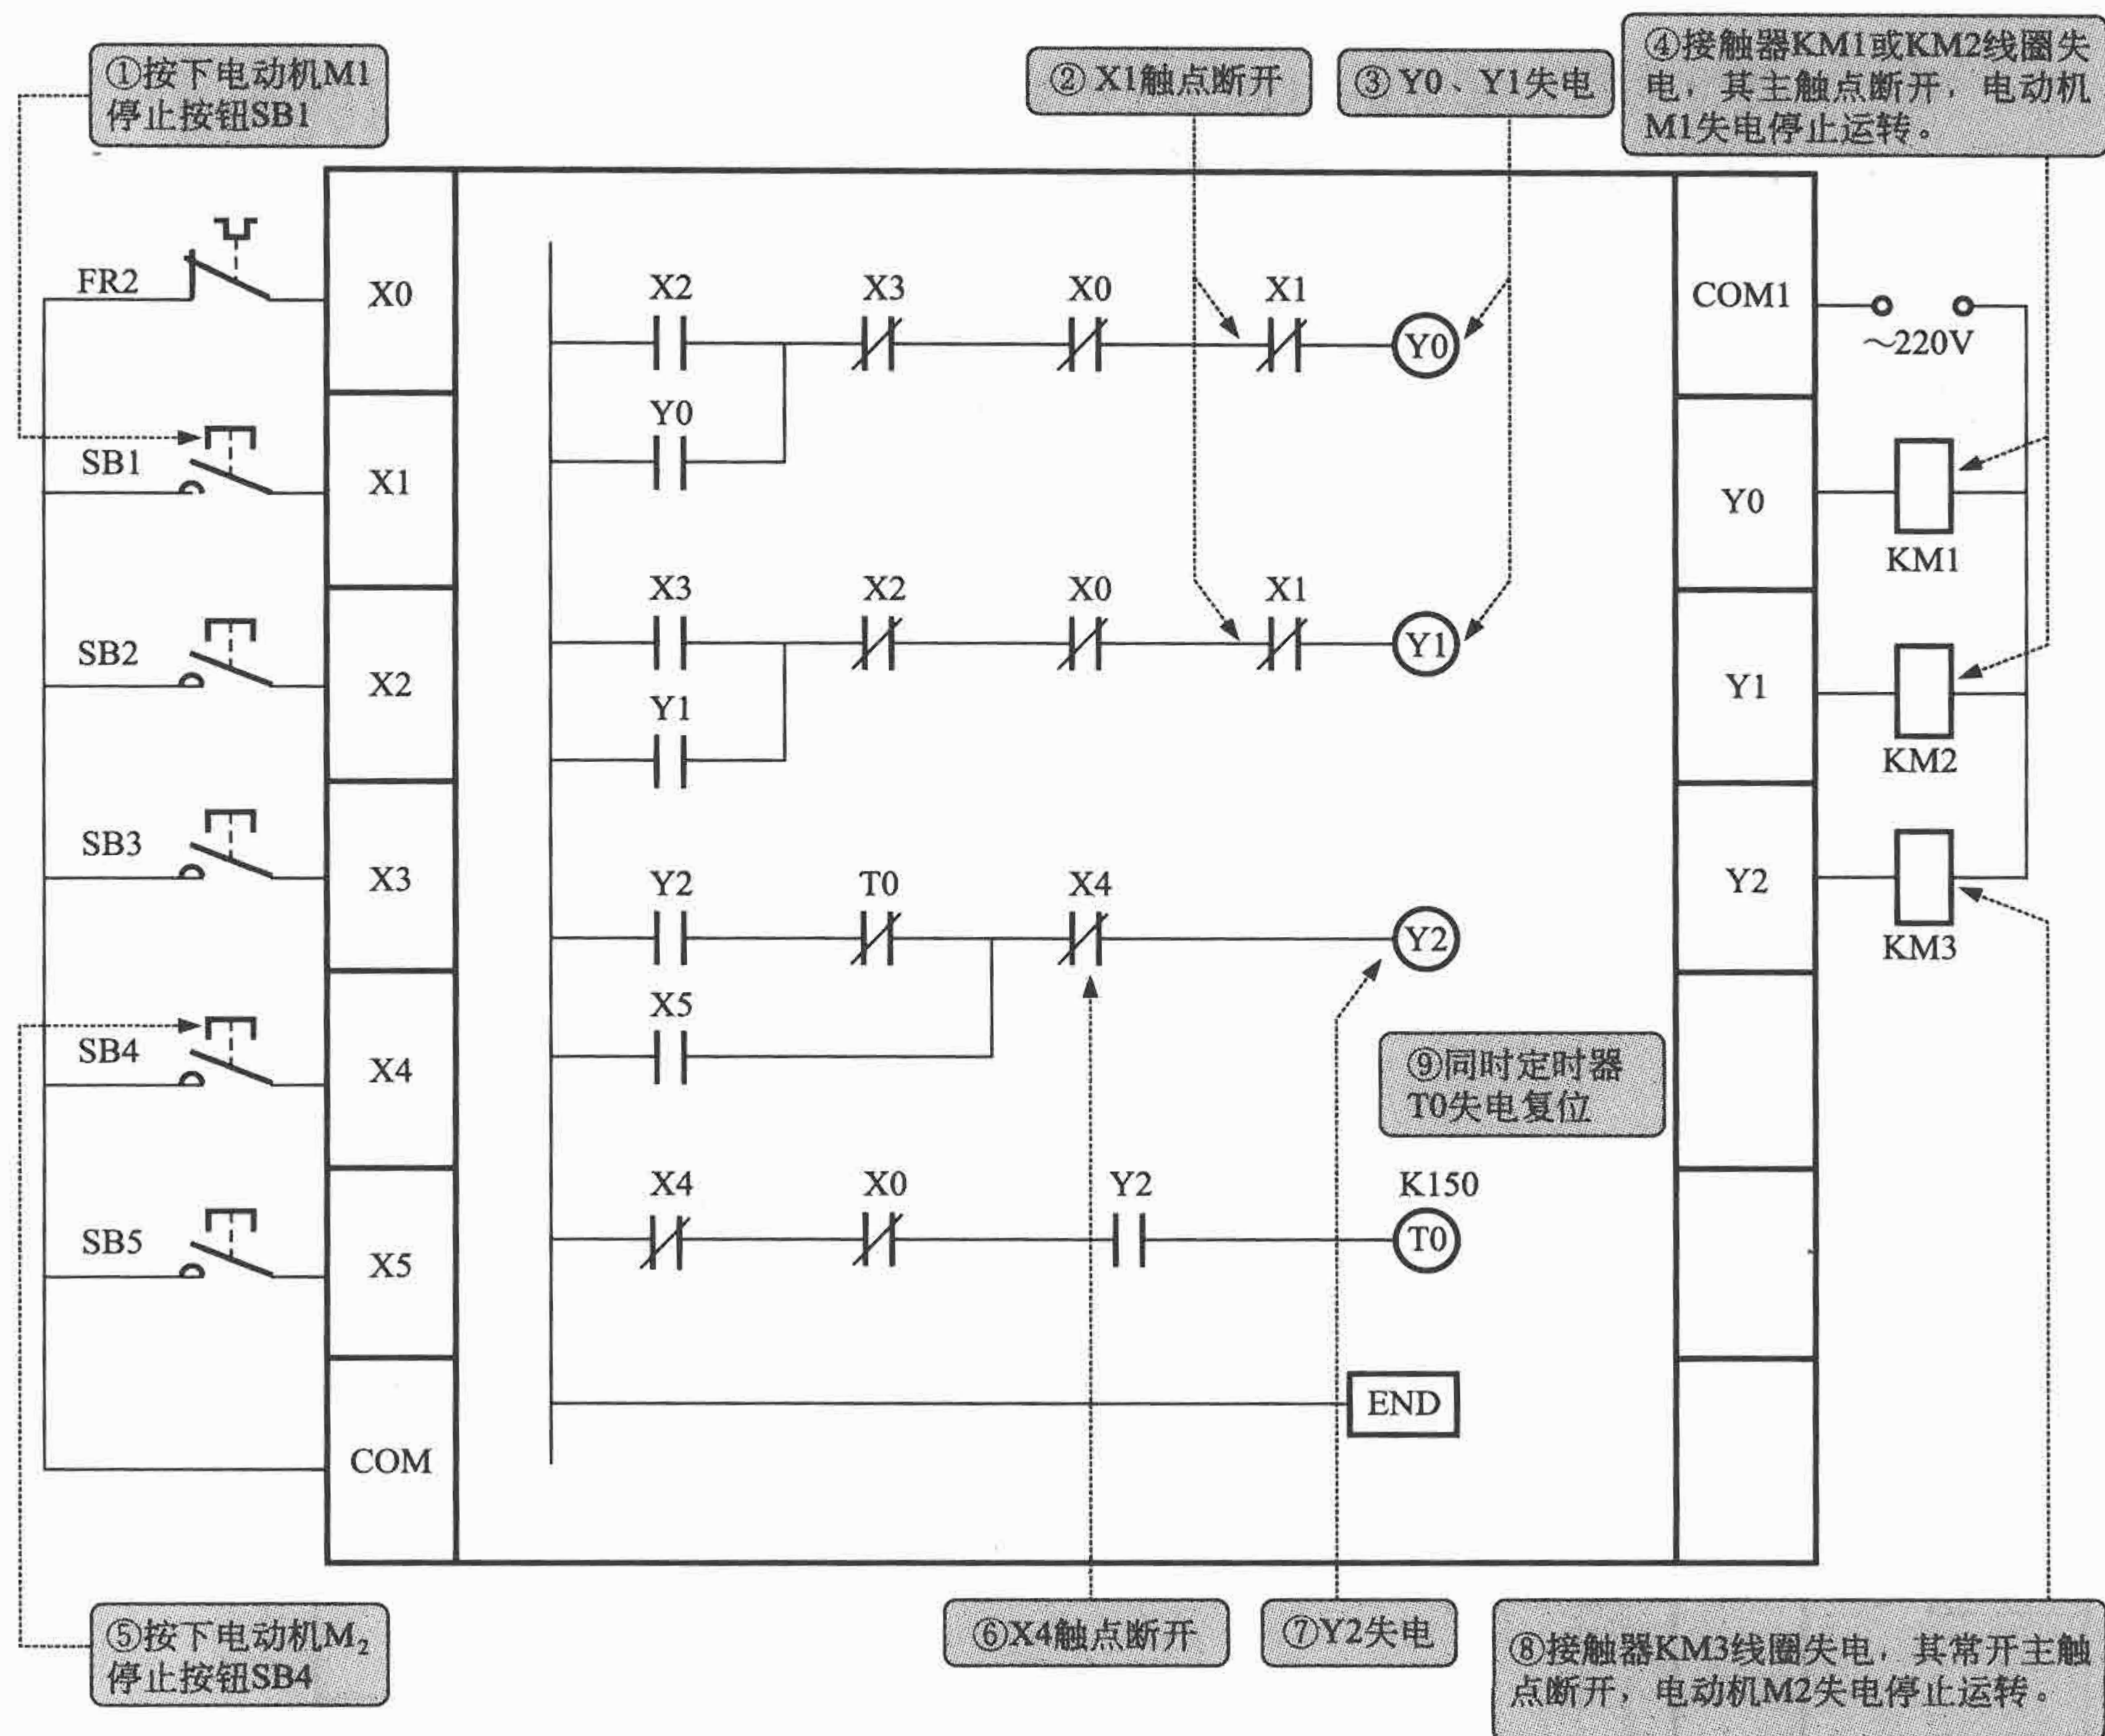 ①按下电动机M1
停止按钮SB1
② X1触点断开
③ Y0、Y1失电
④接触器KM1或KM2线圈失
电，其主触点断开，电动机
M1失电停止运转。
FR2
X0
X2
X3
X0
X1
Y0
COM1
～220V
Y0
SB1
X1
Y0
KM1
X3
X2
X0
X1
Y1
SB2
X2
Y1
Y1
KM2
SB3
X3
Y2
T0
X4
Y2
Y2
KM3
X5
SB4
X4
⑨同时定时器
T0失电复位
X4
X0
Y2
K150
T0
SB5
X5
END
COM
⑤按下电动机M2
停止按钮SB4
⑥X4触点断开
⑦Y2失电
⑧接触器KM3线圈失电，其常开主触
点断开，电动机M2失电停止运转。